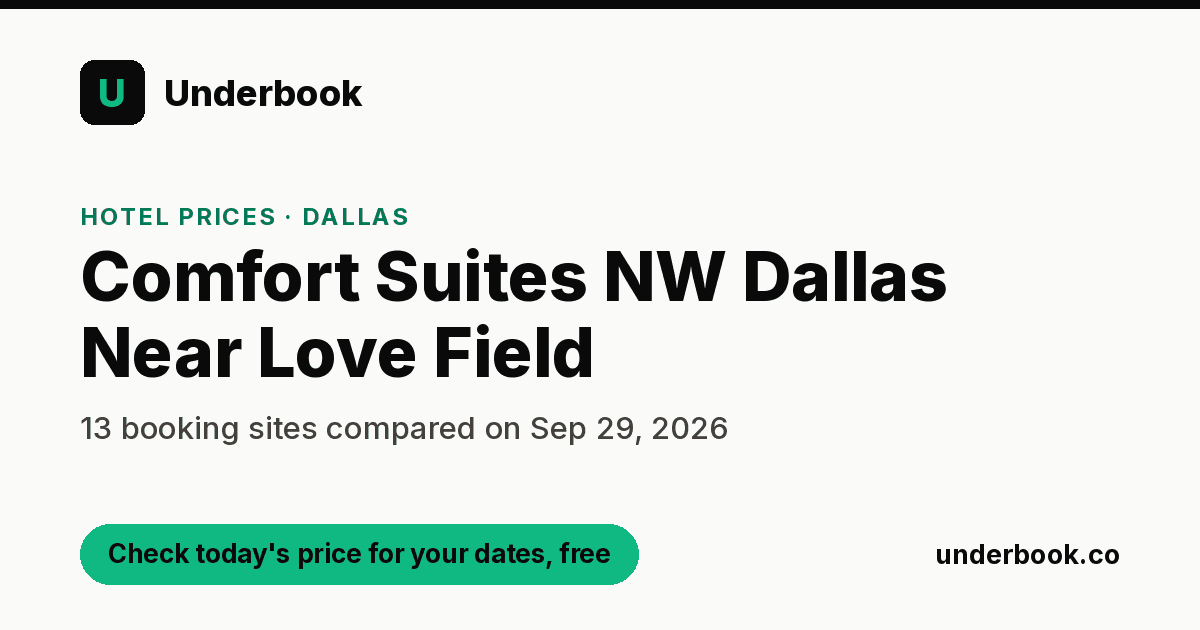 U Underbook
HOTEL PRICES · DALLAS
Comfort Suites NW Dallas
Near Love Field
13 booking sites compared on Sep 29, 2026
Check today's price for your dates, free
underbook.co